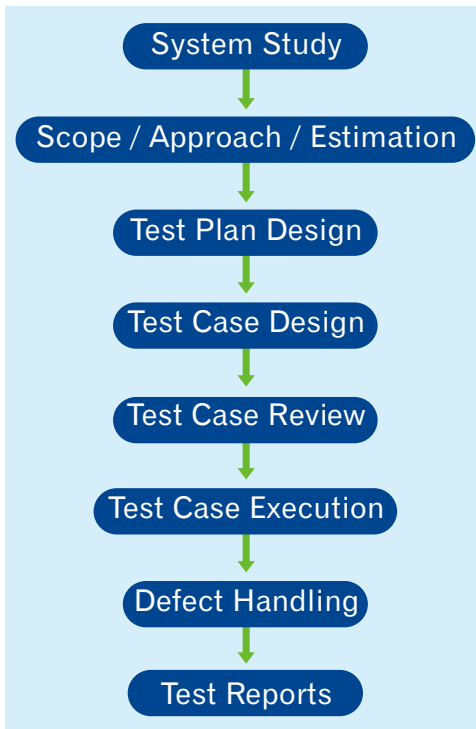 System Study
Scope / Approach / Estimation
Test Plan Design
Test Case Design
Test Case Review
Test Case Execution
Defect Handling
Test Reports